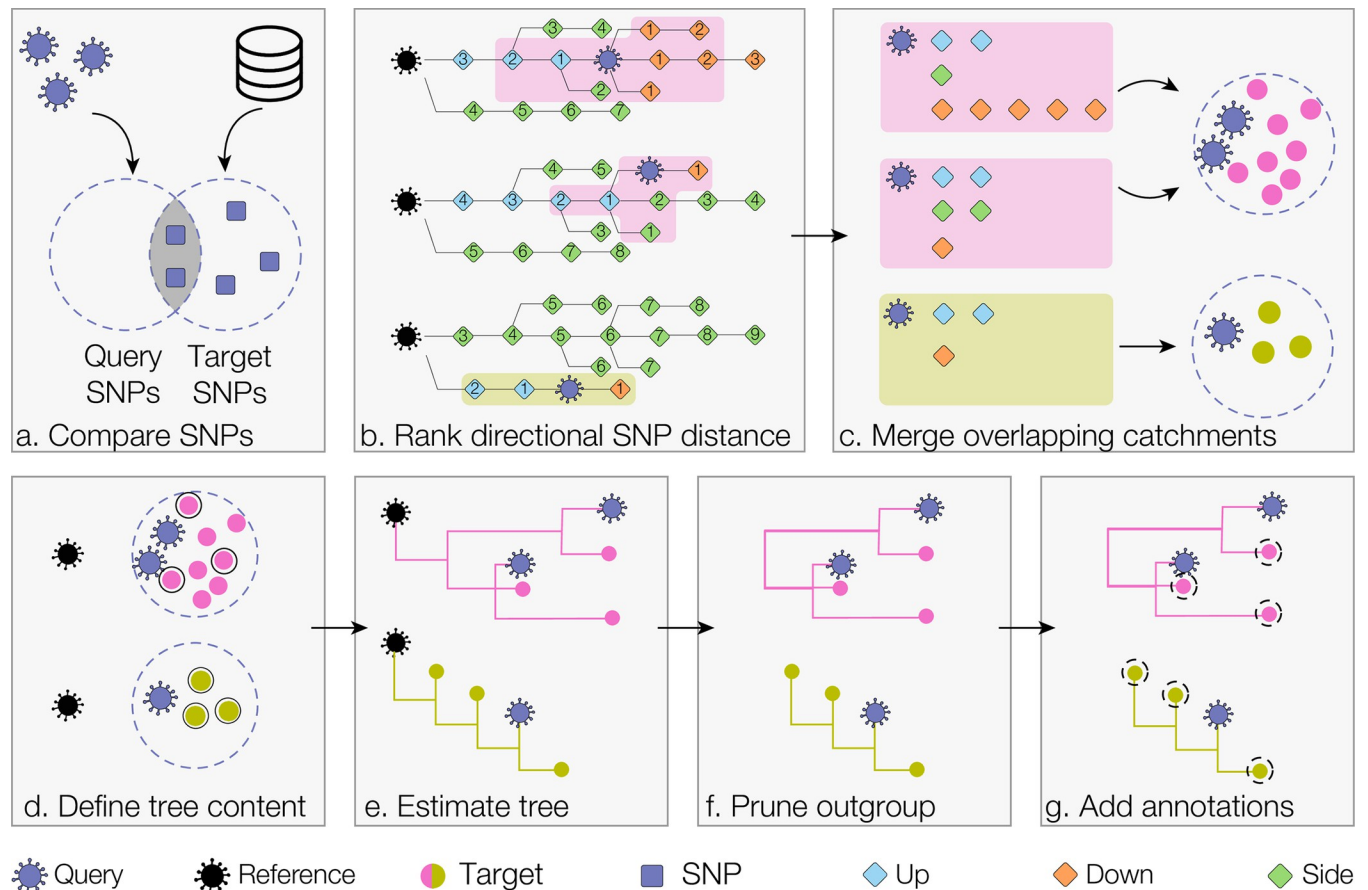 Query
SNPs
Target
SNPs
a. Compare SNPs
3 4 1 2
3 2 1 1 2 3
2 1
4 5 6 7
4 5 1
4 3 2 1 2 3 4
3 1
5 6 7 8
5 6 7 8
3 4 5 6 7 8 9
6 7
2 1 1
b. Rank directional SNP distance
c. Merge overlapping catchments
d. Define tree content
e. Estimate tree
f. Prune outgroup
g. Add annotations
Query Reference Target SNP Up Down Side